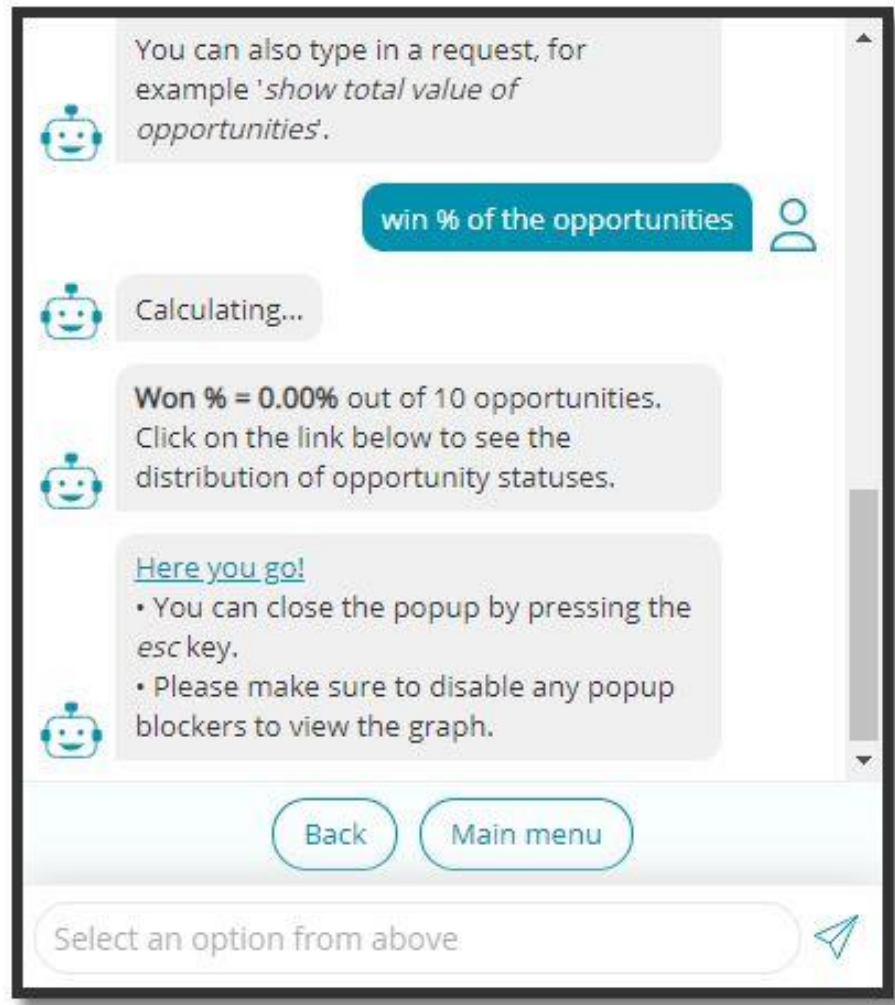 You can also type in a request, for
example 'show total value of
opportunities'.
win % of the opportunities
Calculating...
Won % = 0.00% out of 10 opportunities.
Click on the link below to see the
distribution of opportunity statuses.
Here you go!
• You can close the popup by pressing the
esc key.
• Please make sure to disable any popup
blockers to view the graph.
Back
Main menu
Select an option from above